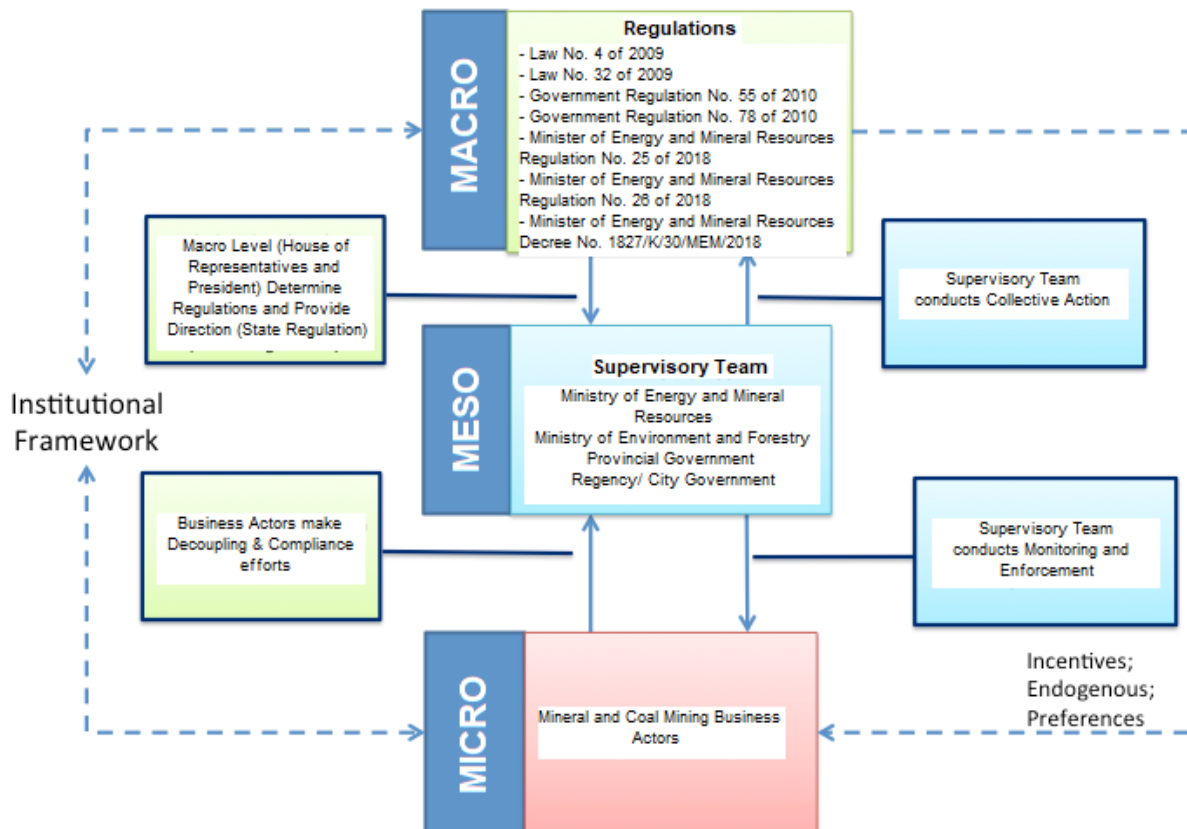 MACRO
Regulations
- Law No. 4 of 2009
- Law No. 32 of 2009
- Government Regulation No. 55 of 2010
- Government Regulation No. 78 of 2010
- Minister of Energy and Mineral Resources
Regulation No. 25 of 2018
- Minister of Energy and Mineral Resources
Regulation No. 26 of 2018
- Minister of Energy and Mineral Resources
Decree No. 1827/K/30/MEM/2018
Macro Level (House of
Representatives and
President) Determine
Regulations and Provide
Direction (State Regulation)
Supervisory Team
conducts Collective Action
MESO
Supervisory Team
Ministry of Energy and Mineral
Resources
Ministry of Environment and Forestry
Provincial Government
Regency/ City Government
Institutional
Framework
Business Actors make
Decoupling & Compliance
efforts
Supervisory Team
conducts Monitoring and
Enforcement
MICRO
Mineral and Coal Mining Business
Actors
Incentives;
Endogenous;
Preferences